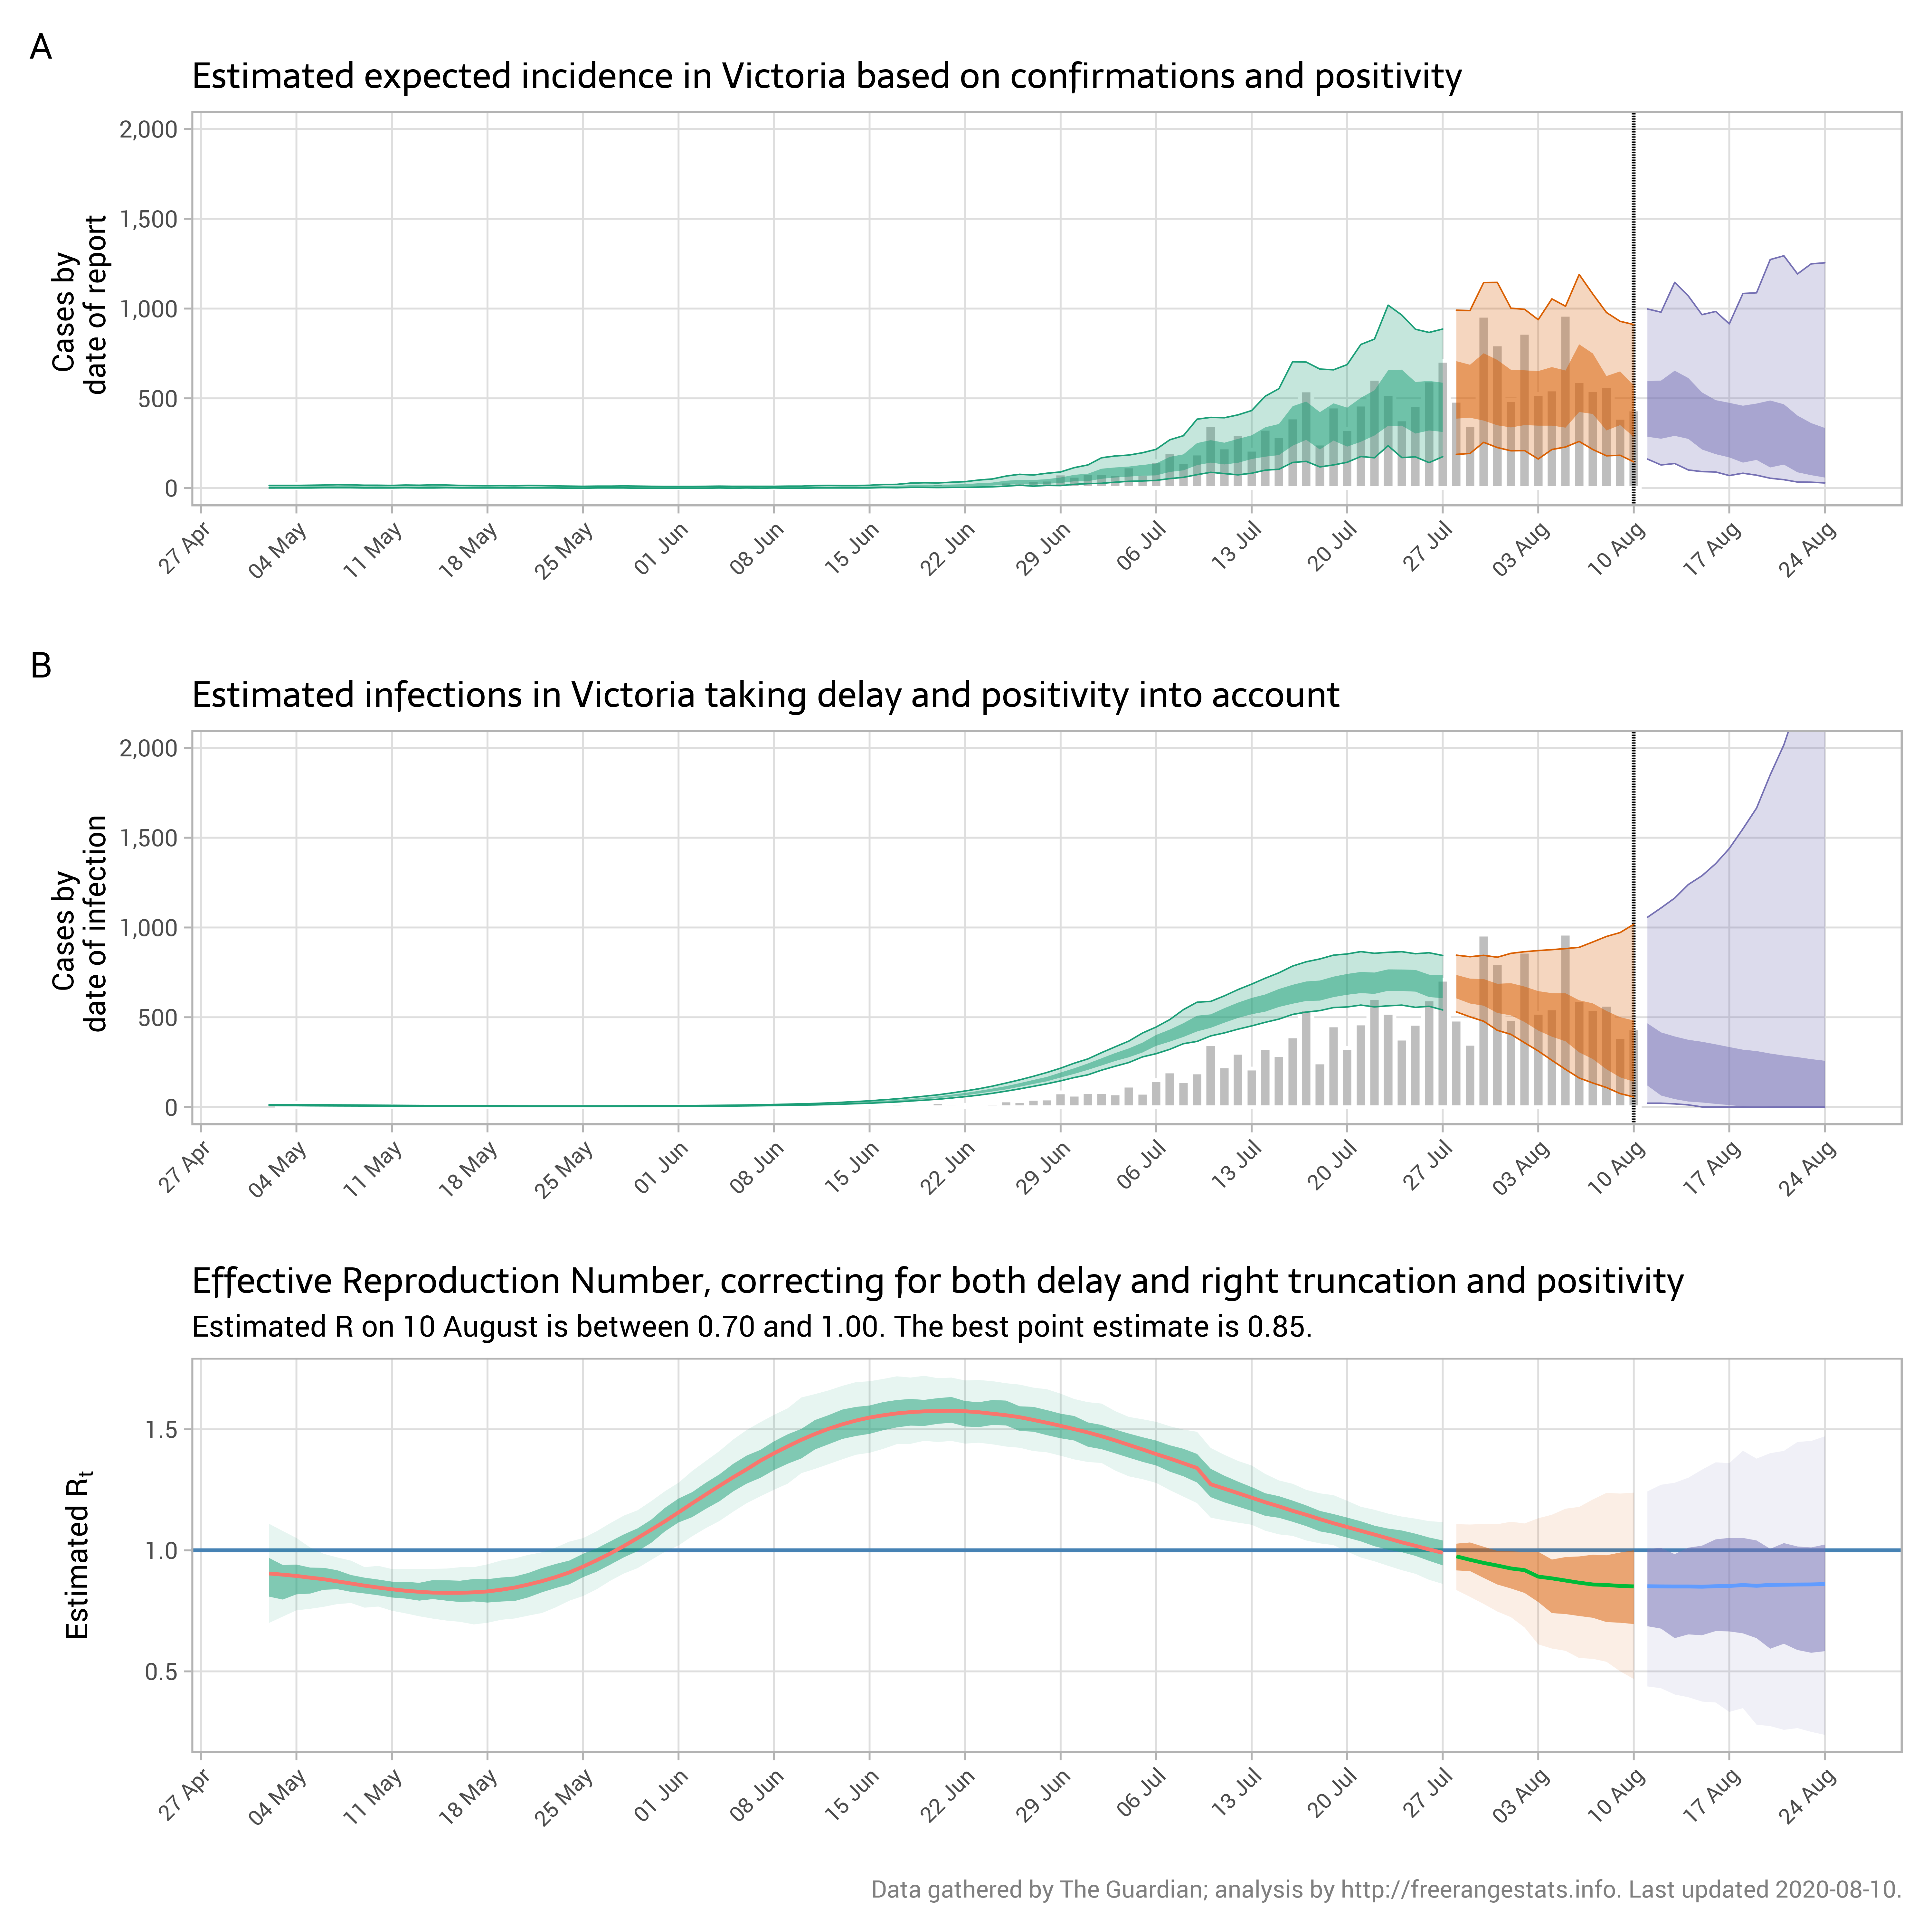 A
Estimated expected incidence in Victoria based on confirmations and positivity
Cases by
date of report
2,000
1,500
1,000
500
0
27 Apr
04 May
11 May
18 May
25 May
01 Jun
08 Jun
15 Jun
22 Jun
29 Jun
06 Jul
13 Jul
20 Jul
27 Jul
03 Aug
10 Aug
17 Aug
24 Aug
B
Estimated infections in Victoria taking delay and positivity into account
Cases by
date of infection
2,000
1,500
1,000
500
0
27 Apr
04 May
11 May
18 May
25 May
01 Jun
08 Jun
15 Jun
22 Jun
29 Jun
06 Jul
13 Jul
20 Jul
27 Jul
03 Aug
10 Aug
17 Aug
24 Aug
Effective Reproduction Number, correcting for both delay and right truncation and positivity
Estimated R on 10 August is between 0.70 and 1.00. The best point estimate is 0.85.
Estimated Rt
1.5
1.0
0.5
27 Apr
04 May
11 May
18 May
25 May
01 Jun
08 Jun
15 Jun
22 Jun
29 Jun
06 Jul
13 Jul
20 Jul
27 Jul
03 Aug
10 Aug
17 Aug
24 Aug
Data gathered by The Guardian; analysis by http://freerangestats.info. Last updated 2020-08-10.